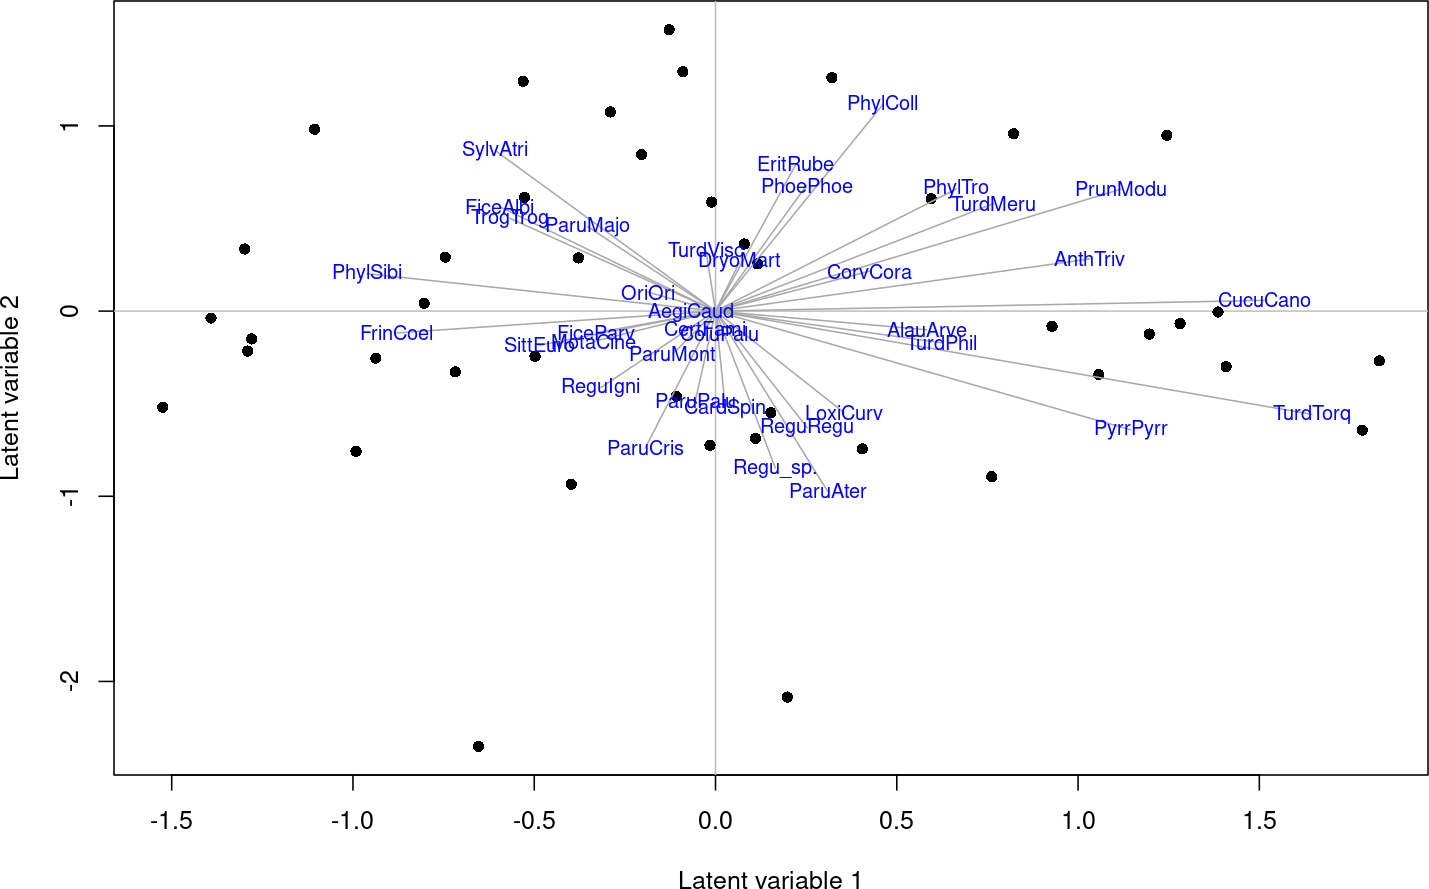 PhylColl
SylvAtri
EritRube
PhoePhoe
PhylTro
PrunModu
TurdMeru
FiceAlbi
TrogTrog
ParuMajo
TurdVisc
DryoMart
AnthTriv
PhylSibi
CorvCora
OriOri
CucuCano
AegiCaud
FrinCoel
FiceParv
CertFami
ColuPalu
AlauArve
SittEuro
MotaCine
TurdPhil
ParuMont
ReguIgni
ParuPalu
CardSpin
LoxiCurv
TurdTorq
ReguRegu
PyrrPyrr
ParuCris
Regu_sp.
ParuAter
1
0
-1
-2
Latent variable 2
-1.5 -1.0 -0.5 0.0 0.5 1.0 1.5
Latent variable 1